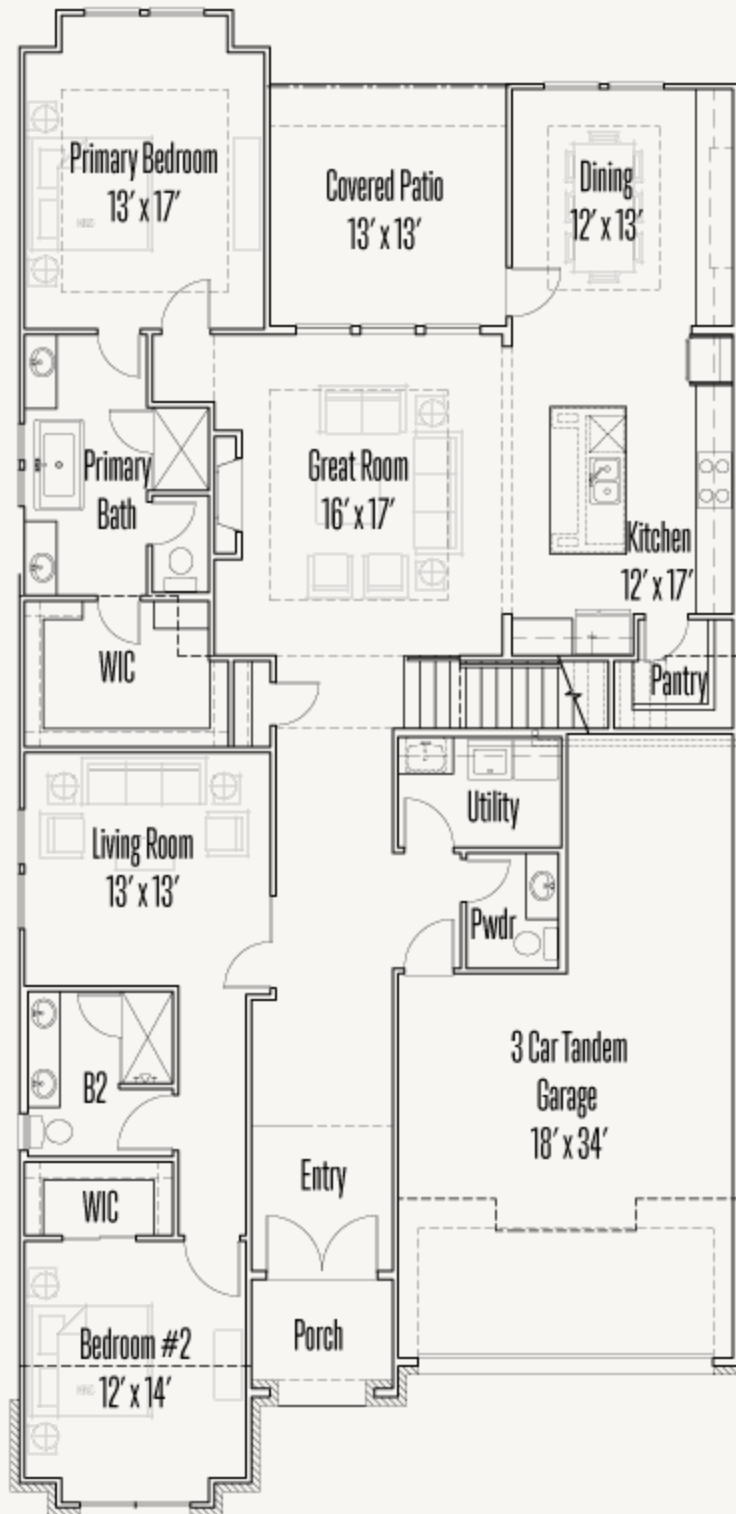 Primary Bedroom
13' x 17'
Covered Patio
13' x 13'
Dining
12' x 13'
Primary
Bath
Great Room
16' x 17'
Kitchen
12' x 17'
WIC
Pantry
Living Room
13' x 13'
Utility
Pwdr
B2
3 Car Tandem
Garage
18' x 34'
WIC
Entry
Bedroom #2
12' x 14'
Porch